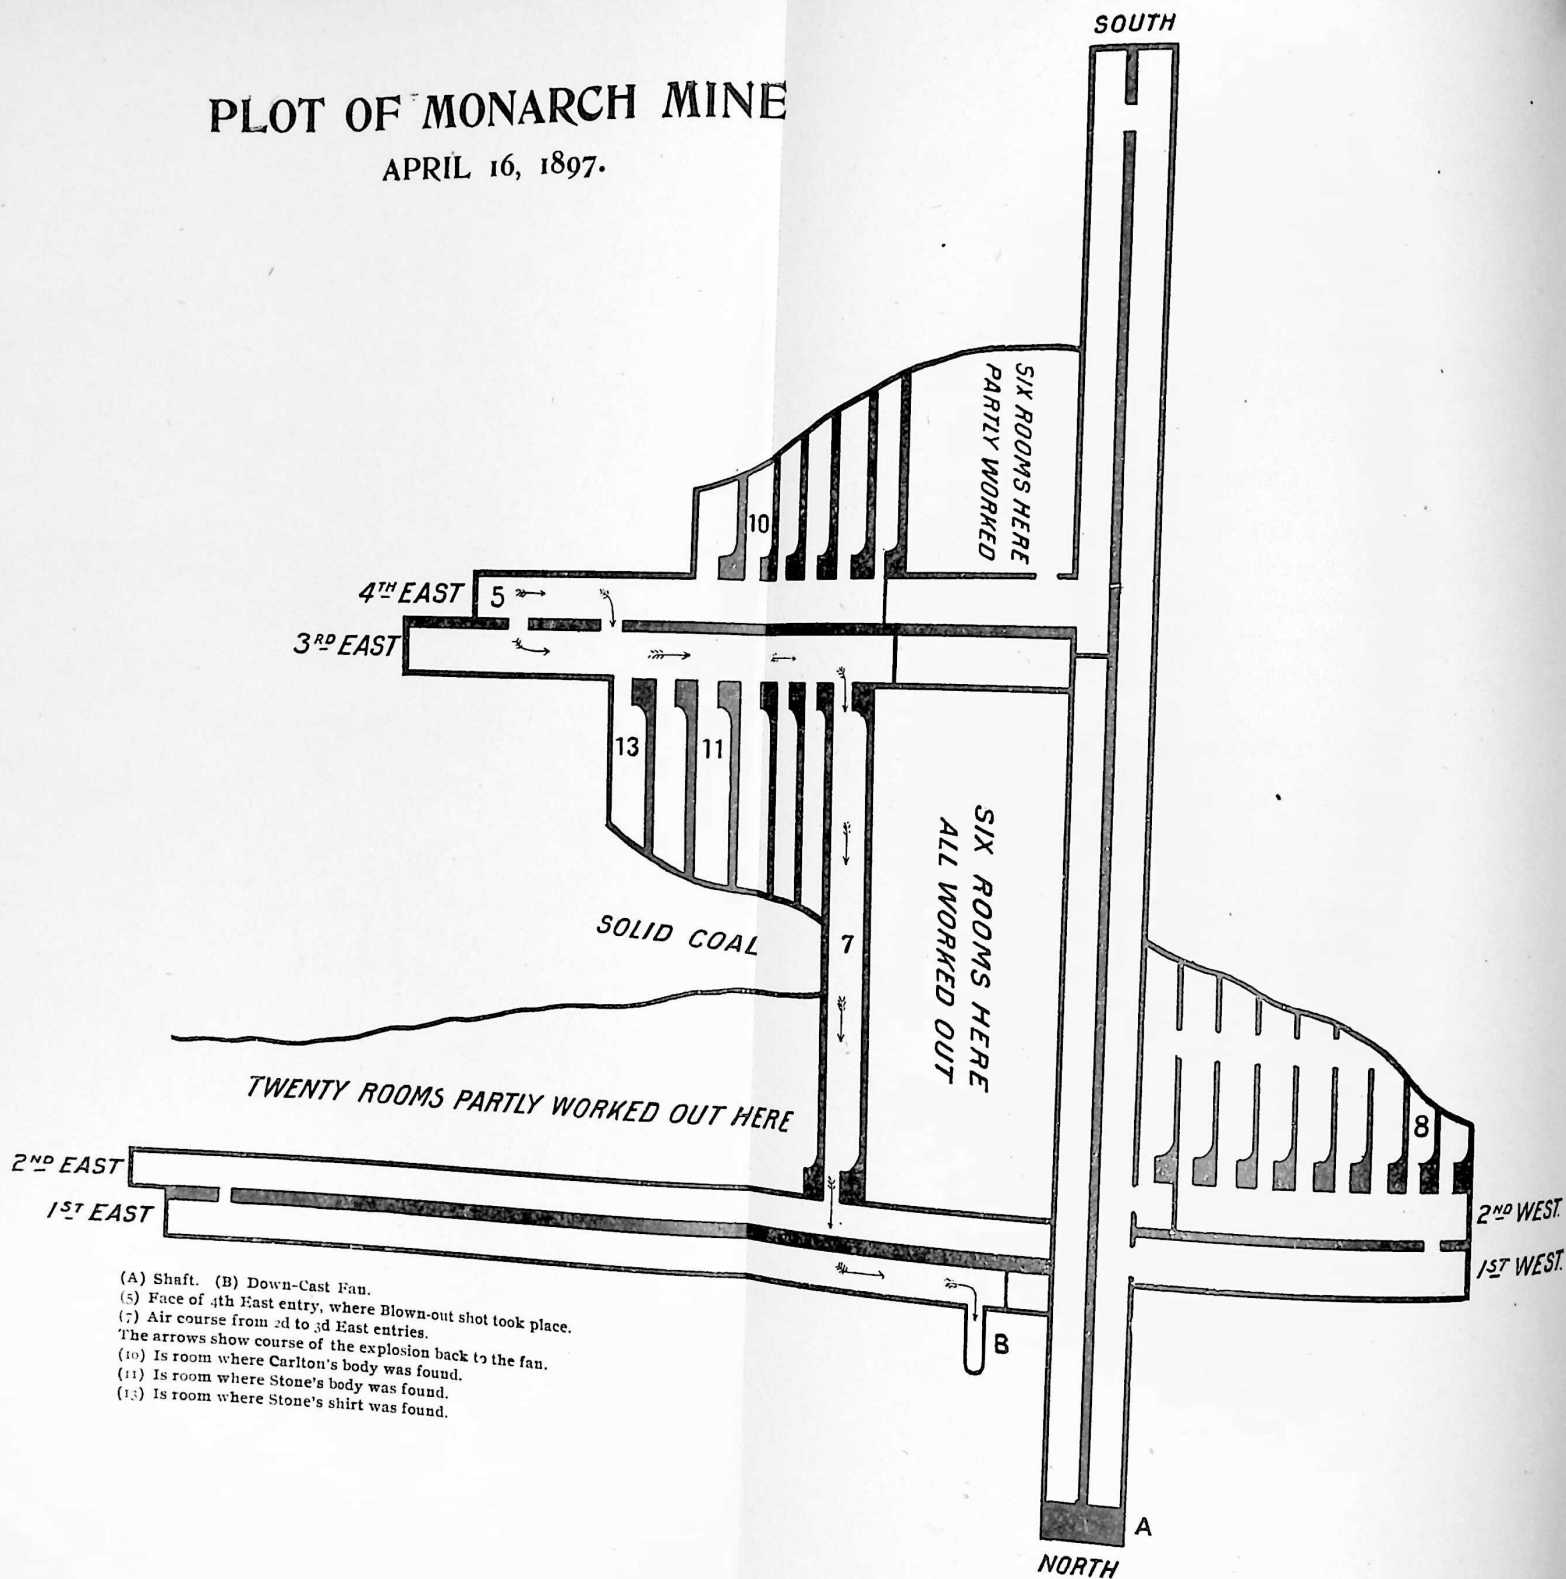 SOUTH
PLOT OF MONARCH MINE
APRIL 16, 1897.
SIX ROOMS HERE
PARTLY WORKED
10
4TH EAST
5
3RD EAST
13
11
SIX ROOMS HERE
ALL WORKED OUT
SOLID COAL
7
TWENTY ROOMS PARTLY WORKED OUT HERE
8
2ND EAST
1ST EAST
2ND WEST.
1ST WEST.
(A) Shaft. (B) Down-Cast Fan.
(5) Face of 4th East entry, where Blown-out shot took place.
(7) Air course from 2d to 3d East entries.
The arrows show course of the explosion back to the fan.
(10) Is room where Carlton's body was found.
(11) Is room where Stone's body was found.
(13) Is room where Stone's shirt was found.
B
A
NORTH